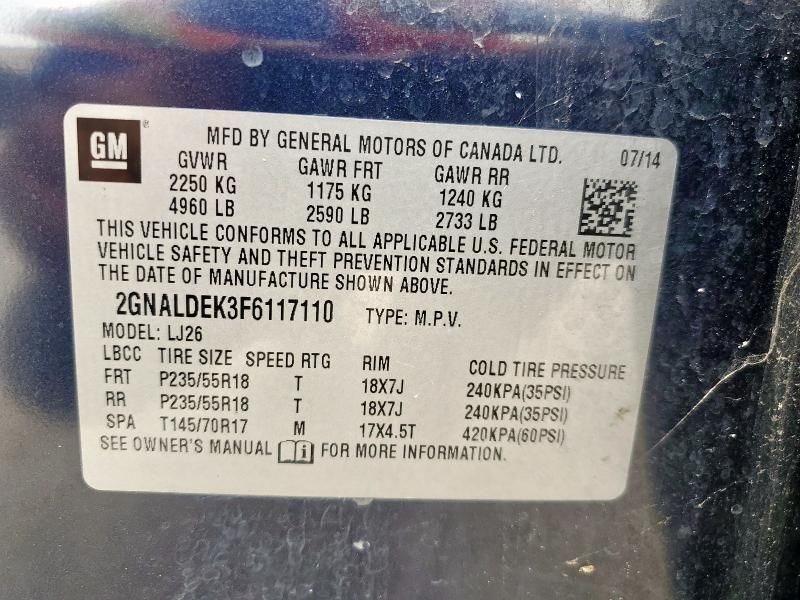 GM ®
MFD BY GENERAL MOTORS OF CANADA LTD. 07/14
GVWR GAWR FRT GAWR RR
2250 KG 1175 KG 1240 KG
4960 LB 2590 LB 2733 LB
THIS VEHICLE CONFORMS TO ALL APPLICABLE U.S. FEDERAL MOTOR
VEHICLE SAFETY AND THEFT PREVENTION STANDARDS IN EFFECT ON
THE DATE OF MANUFACTURE SHOWN ABOVE.
2GNALDEK3F6117110 TYPE: M.P.V.
MODEL: LJ26
LBCC TIRE SIZE SPEED RTG RIM COLD TIRE PRESSURE
FRT P235/55R18 T 18X7J 240KPA(35PSI)
RR P235/55R18 T 18X7J 240KPA(35PSI)
SPA T145/70R17 M 17X4.5T 420KPA(60PSI)
SEE OWNER'S MANUAL i FOR MORE INFORMATION.